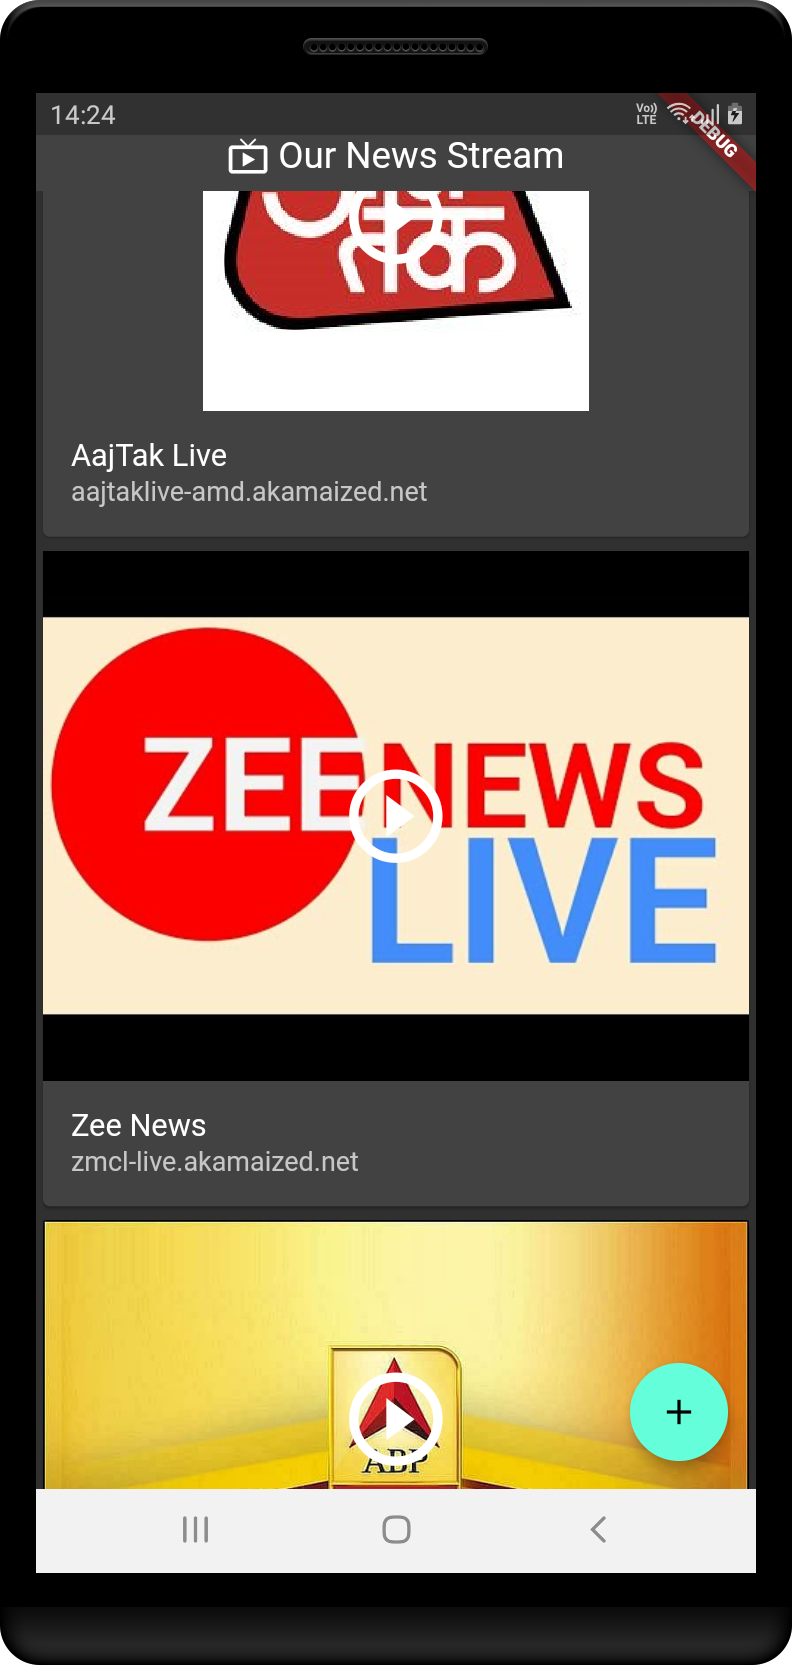 14:24
Vo))
LTE
DEBUG
Our News Stream
तक
AajTak Live
aajtaklive-amd.akamaized.net
ZEE NEWS
LIVE
Zee News
zmcl-live.akamaized.net
ABP